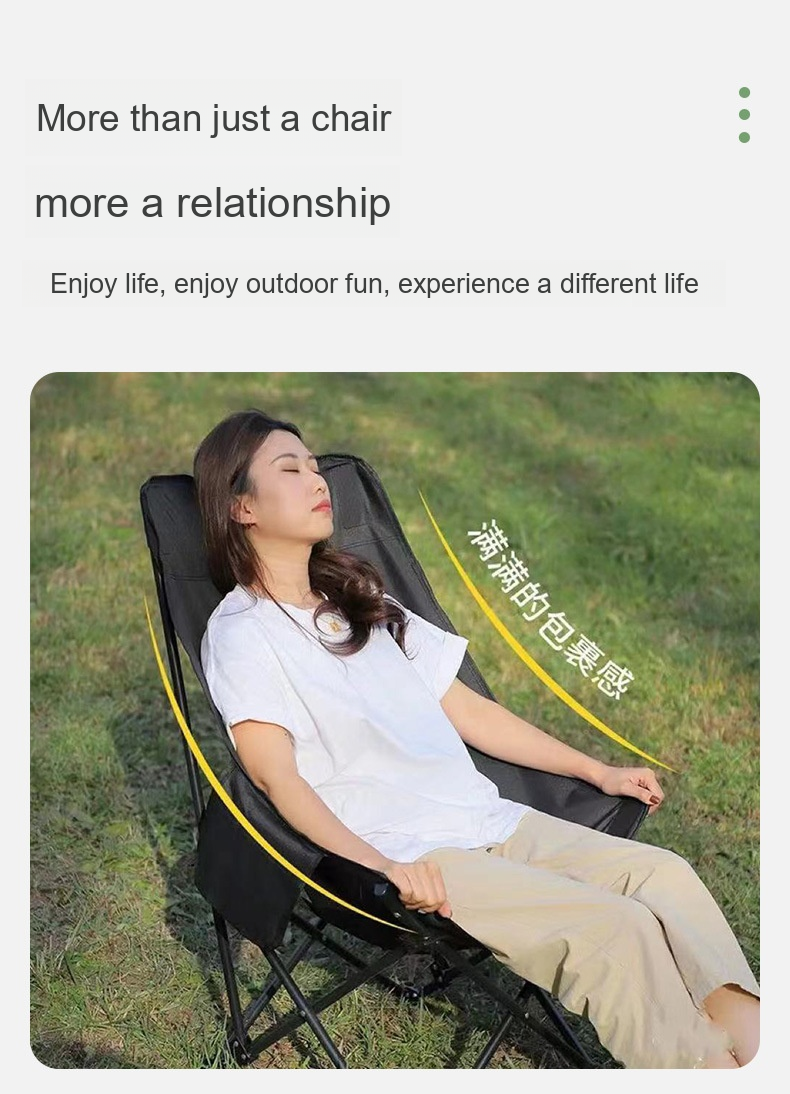 More than just a chair
more a relationship
Enjoy life, enjoy outdoor fun, experience a different life
满满的包裹感